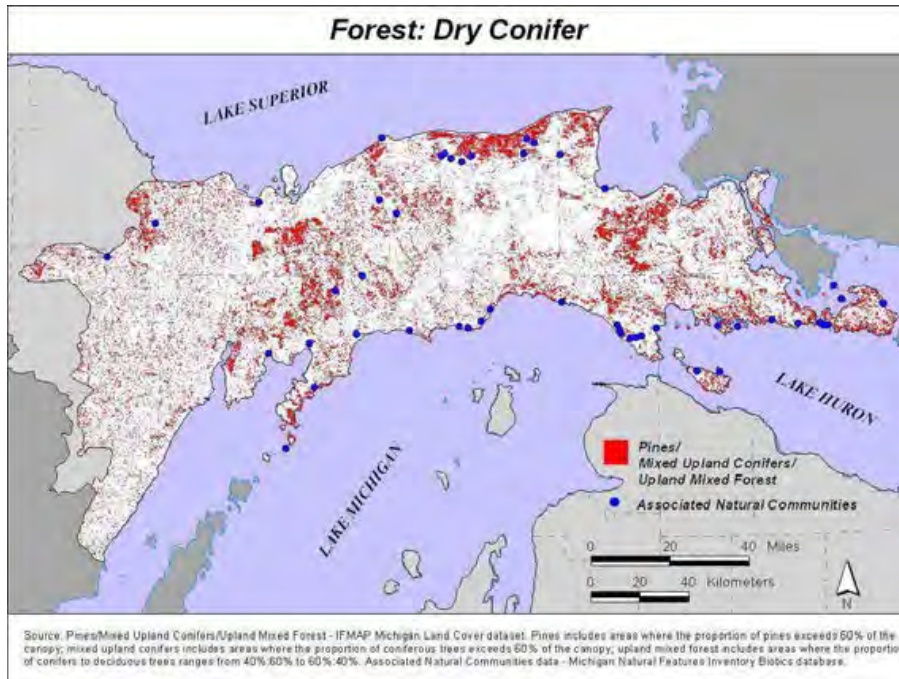 Forest: Dry Conifer
LAKE SUPERIOR
LAKE HURON
LAKE MICHIGAN
Pines/
Mixed Upland Conifers/
Upland Mixed Forest
Associated Natural Communities
0 20 40 Miles
0 20 40 Kilometers
N
Source: Pines/Mixed Upland Conifers/Upland Mixed Forest - IFMAP Michigan Land Cover dataset. Pines includes areas where the proportion of pines exceeds 60% of the
canopy; mixed upland conifers includes areas where the proportion of coniferous trees exceeds 60% of the canopy; upland mixed forest includes areas where the proportio
of conifers to deciduous trees ranges from 40%:60% to 60%:40%. Associated Natural Communities data - Michigan Natural Features Inventory Biotics database.